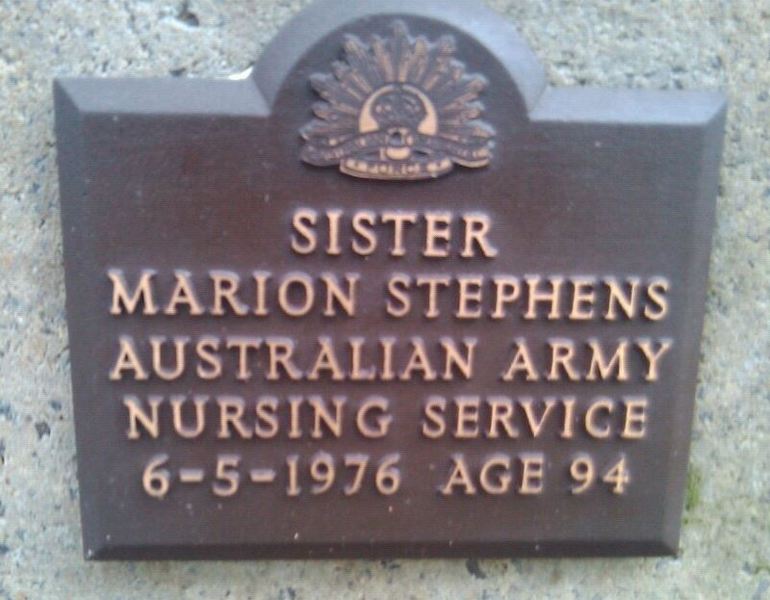 SISTER
MARION STEPHENS
AUSTRALIAN ARMY
NURSING SERVICE
6-5-1976 AGE 94